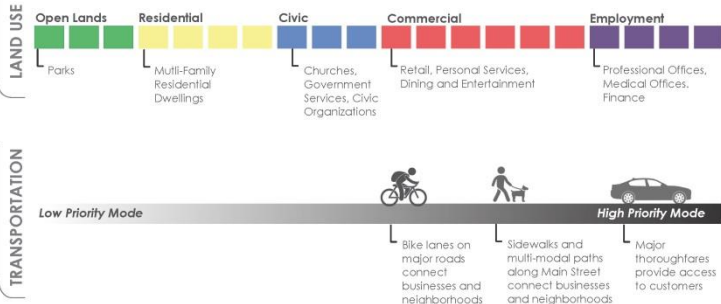 LAND USE
Open Lands
Parks
Residential
Mutli-Family
Residential
Dwellings
Civic
Churches,
Government
Services, Civic
Organizations
Commercial
Retail, Personal Services,
Dining and Entertainment
Employment
Professional Offices,
Medical Offices.
Finance
TRANSPORTATION
Low Priority Mode
High Priority Mode
Bike lanes on
major roads
connect
businesses and
neighborhoods
Sidewalks and
multi-modal paths
along Main Street
connect businesses
and neighborhoods
Major
thoroughfares
provide access
to customers